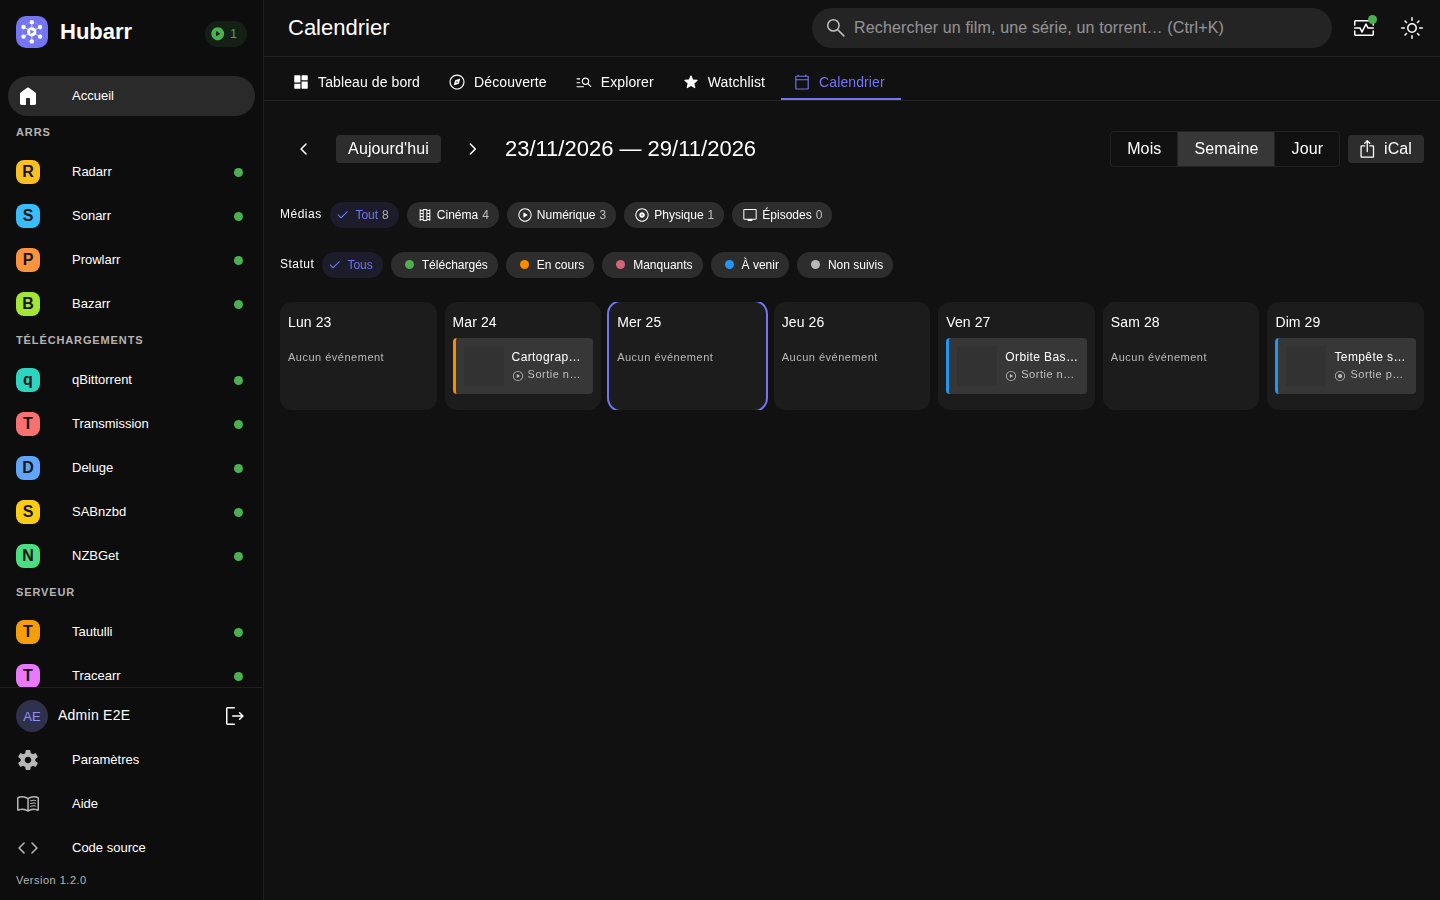 Hubarr
1
Accueil
ARRS
R Radarr
S Sonarr
P Prowlarr
B Bazarr
TÉLÉCHARGEMENTS
q qBittorrent
T Transmission
D Deluge
S SABnzbd
N NZBGet
SERVEUR
T Tautulli
T Tracearr
AE Admin E2E
Paramètres
Aide
Code source
Version 1.2.0
Calendrier
Rechercher un film, une série, un torrent… (Ctrl+K)
Tableau de bord Découverte Explorer Watchlist Calendrier
Aujourd'hui 23/11/2026 — 29/11/2026 Mois Semaine Jour iCal
Médias Tout 8 Cinéma 4 Numérique 3 Physique 1 Épisodes 0
Statut Tous Téléchargés En cours Manquants À venir Non suivis
Lun 23
Aucun événement
Mar 24
Cartograp…
Sortie n…
Mer 25
Aucun événement
Jeu 26
Aucun événement
Ven 27
Orbite Bas…
Sortie n…
Sam 28
Aucun événement
Dim 29
Tempête s…
Sortie p…